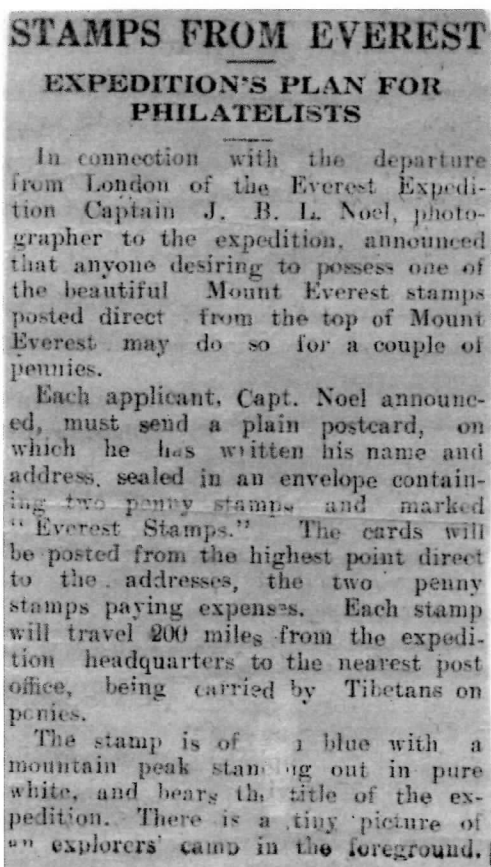 STAMPS FROM EVEREST
EXPEDITION'S PLAN FOR
PHILATELISTS
In connection with the departure
from London of the Everest Expedi-
tion Captain J. B. L. Noel, photo-
grapher to the expedition, announced
that anyone desiring to possess one of
the beautiful Mount Everest stamps
posted direct from the top of Mount
Everest may do so for a couple of
pennies.
Each applicant, Capt. Noel announc-
ed, must send a plain postcard, on
which he has written his name and
address, sealed in an envelope contain-
ing two penny stamps and marked
"Everest Stamps." The cards will
be posted from the highest point direct
to the addresses, the two penny
stamps paying expenses. Each stamp
will travel 200 miles from the expedi-
tion headquarters to the nearest post
office, being carried by Tibetans on
ponies.
The stamp is of blue with a
mountain peak standing out in pure
white, and bears the title of the ex-
pedition. There is a tiny picture of
explorers' camp in the foreground.